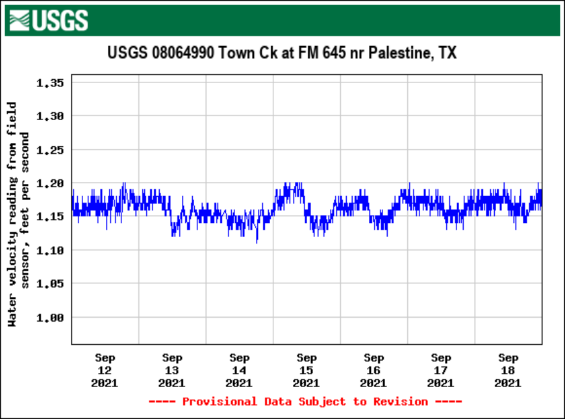 USGS
USGS 08064990 Town Ck at FM 645 nr Palestine, TX
Water velocity reading from field
sensor, feet per second
1.35
1.30
1.25
1.20
1.15
1.10
1.05
1.00
Sep Sep Sep Sep Sep Sep Sep
12 13 14 15 16 17 18
2021 2021 2021 2021 2021 2021 2021
---- Provisional Data Subject to Revision ----